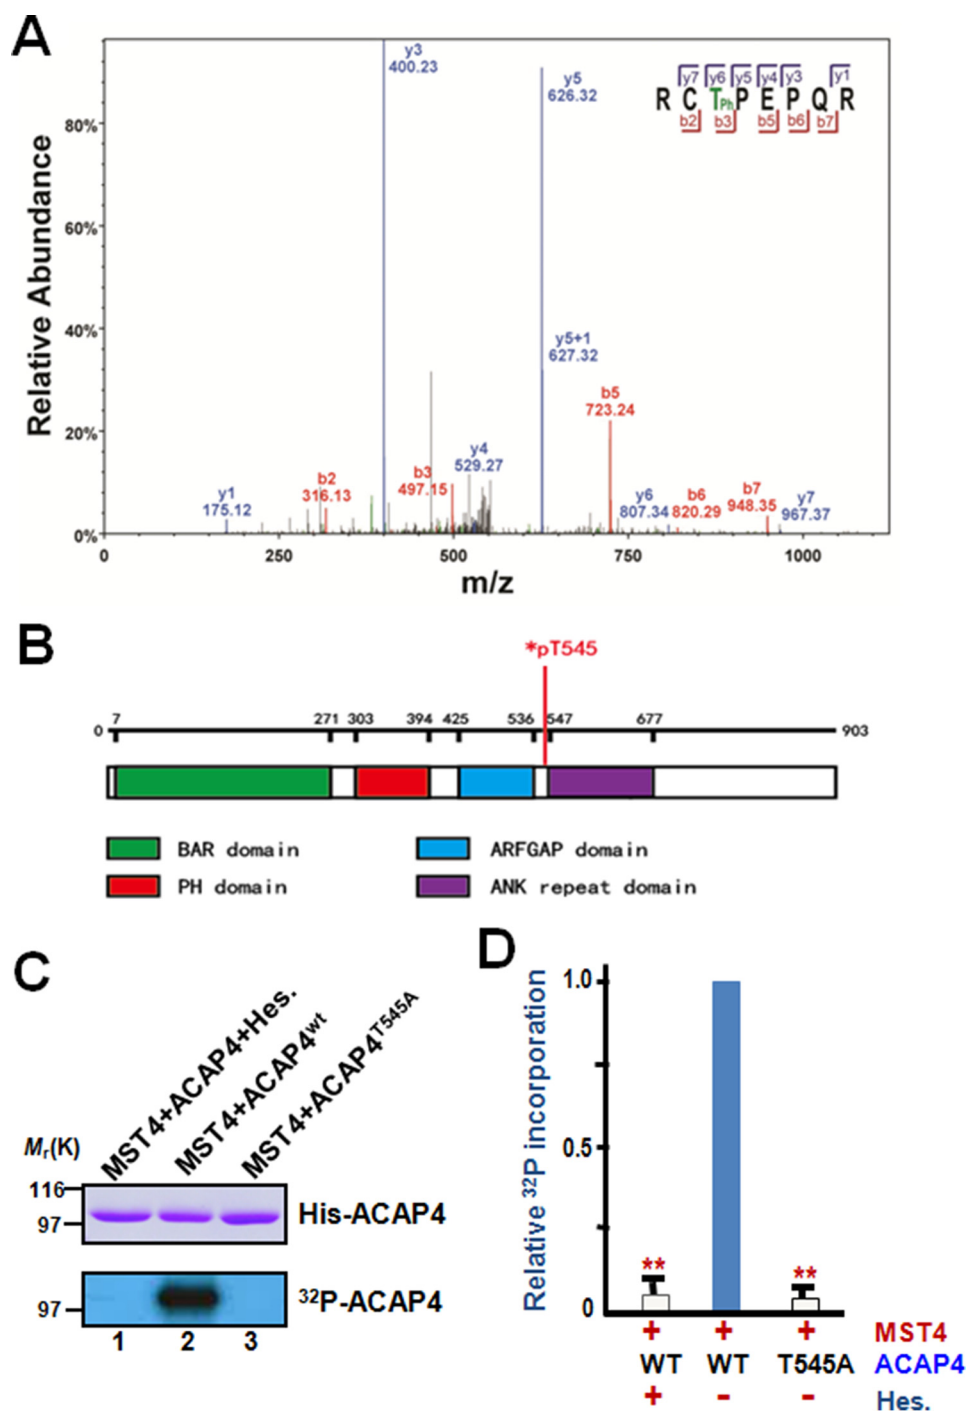 A
y3
400.23
y5
626.32
y7 y6 y5 y4 y3 y1
R C TPh P E P Q R
b2 b3 b5 b6 b7
80%
60%
40%
20%
0%
Relative Abundance
y5+1
627.32
b5
723.24
y4
529.27
b3
497.15
b2
316.13
y1
175.12
y6
807.34
b6
820.29
b7
948.35
y7
967.37
0 250 500 750 1000
m/z
B
*pT545
0 7 271 303 394 425 536 547 677 903
BAR domain
ARFGAP domain
PH domain
ANK repeat domain
C
MST4+ACAP4+Hes.
MST4+ACAP4wt
MST4+ACAP4T545A
Mr(K)
116
97
His-ACAP4
97
32P-ACAP4
1 2 3
D
Relative 32P incorporation
1.0
0.5
0
**
**
+ + + MST4
WT WT T545A ACAP4
+ - - Hes.